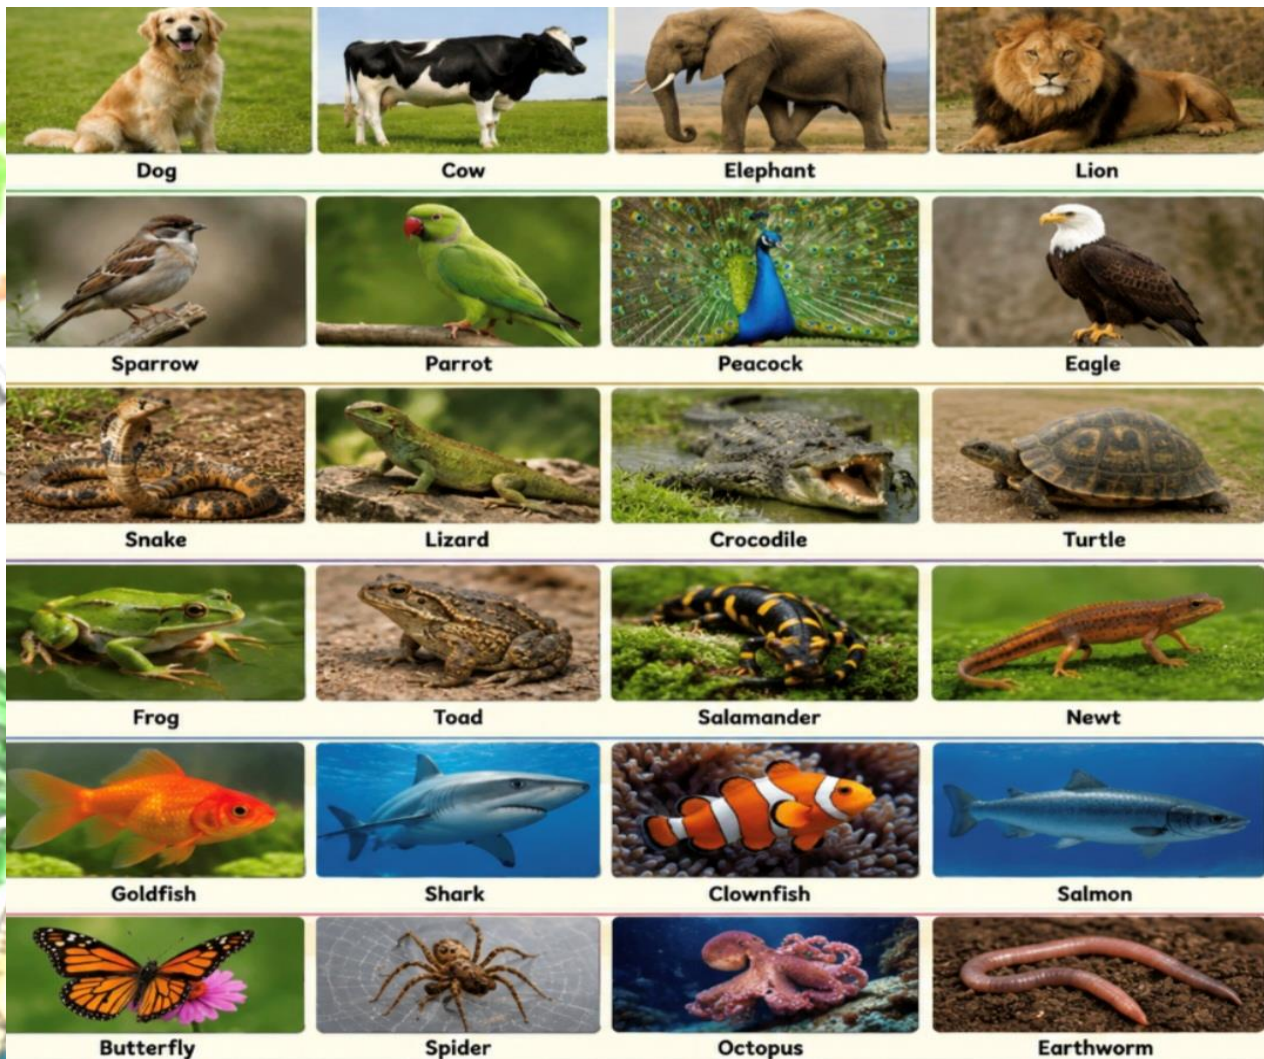 Dog Cow Elephant Lion
Sparrow Parrot Peacock Eagle
Snake Lizard Crocodile Turtle
Frog Toad Salamander Newt
Goldfish Shark Clownfish Salmon
Butterfly Spider Octopus Earthworm